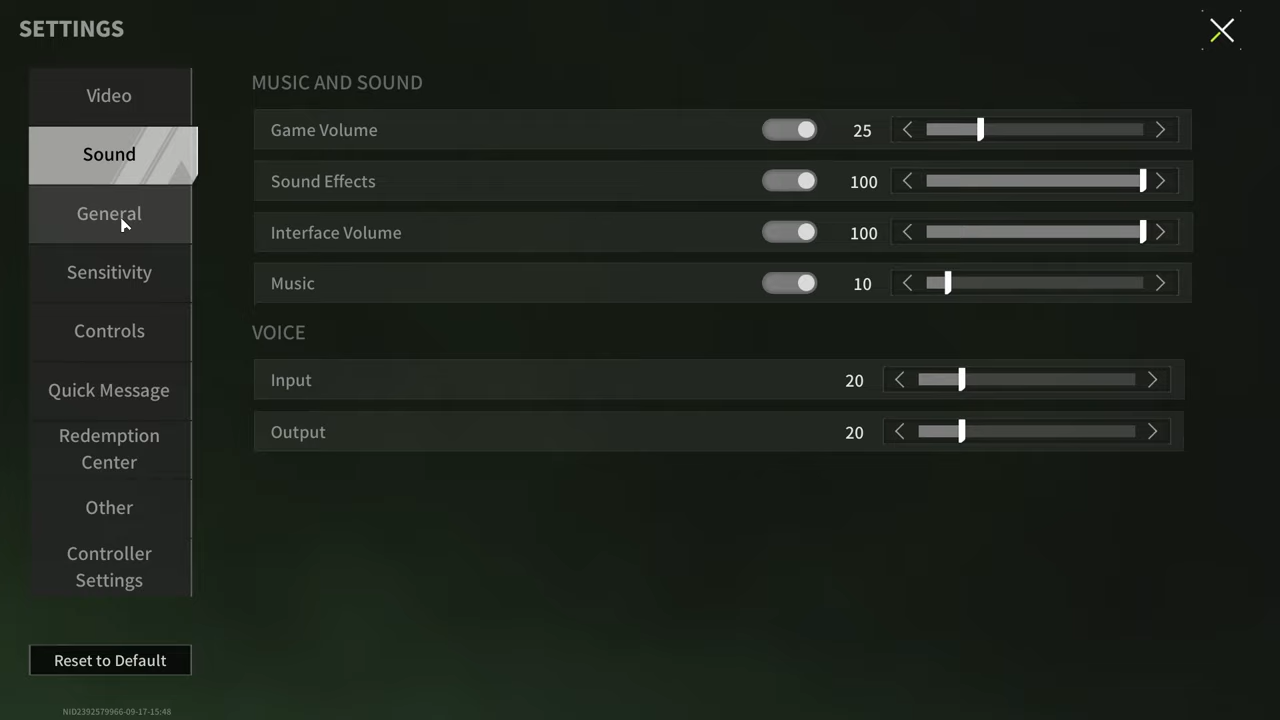 SETTINGS
Video
Sound
General
Sensitivity
Controls
Quick Message
Redemption
Center
Other
Controller
Settings
Reset to Default
NID2392579966-09-17-15:48
MUSIC AND SOUND
Game Volume 25
Sound Effects 100
Interface Volume 100
Music 10
VOICE
Input 20
Output 20